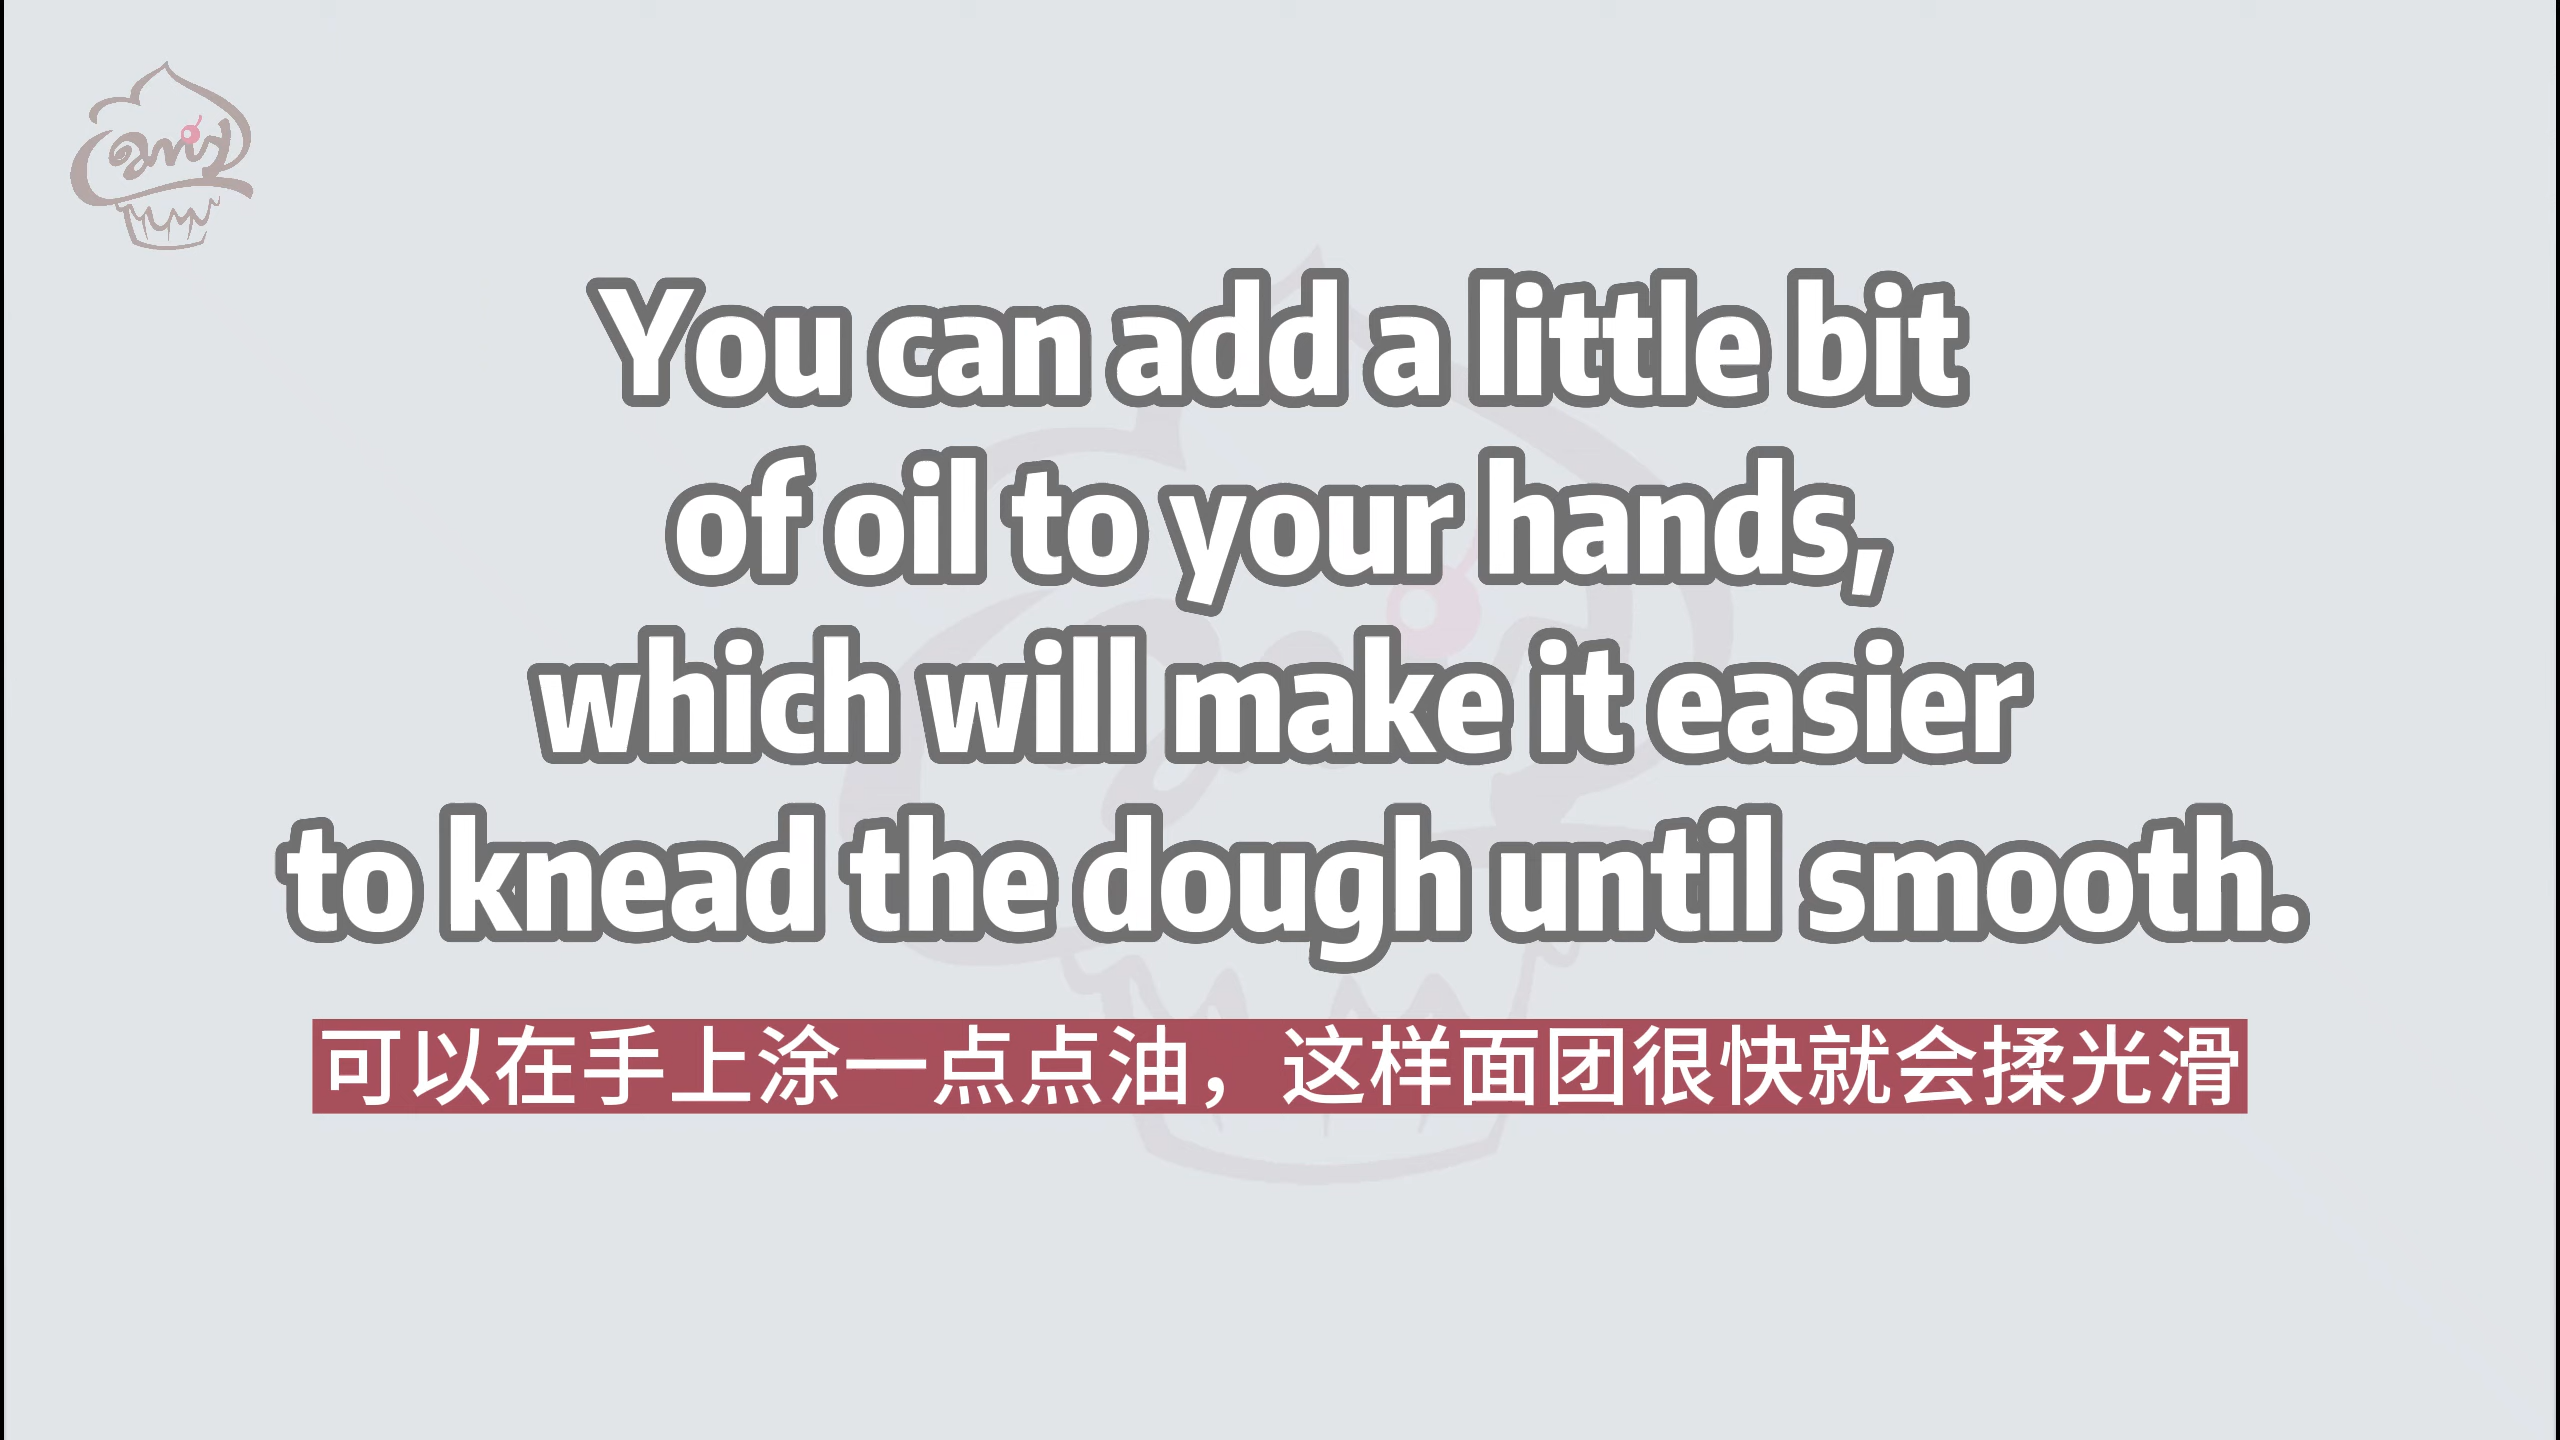 You can add a little bit
of oil to your hands,
which will make it easier
to knead the dough until smooth.
可以在手上涂一点点油，这样面团很快就会揉光滑